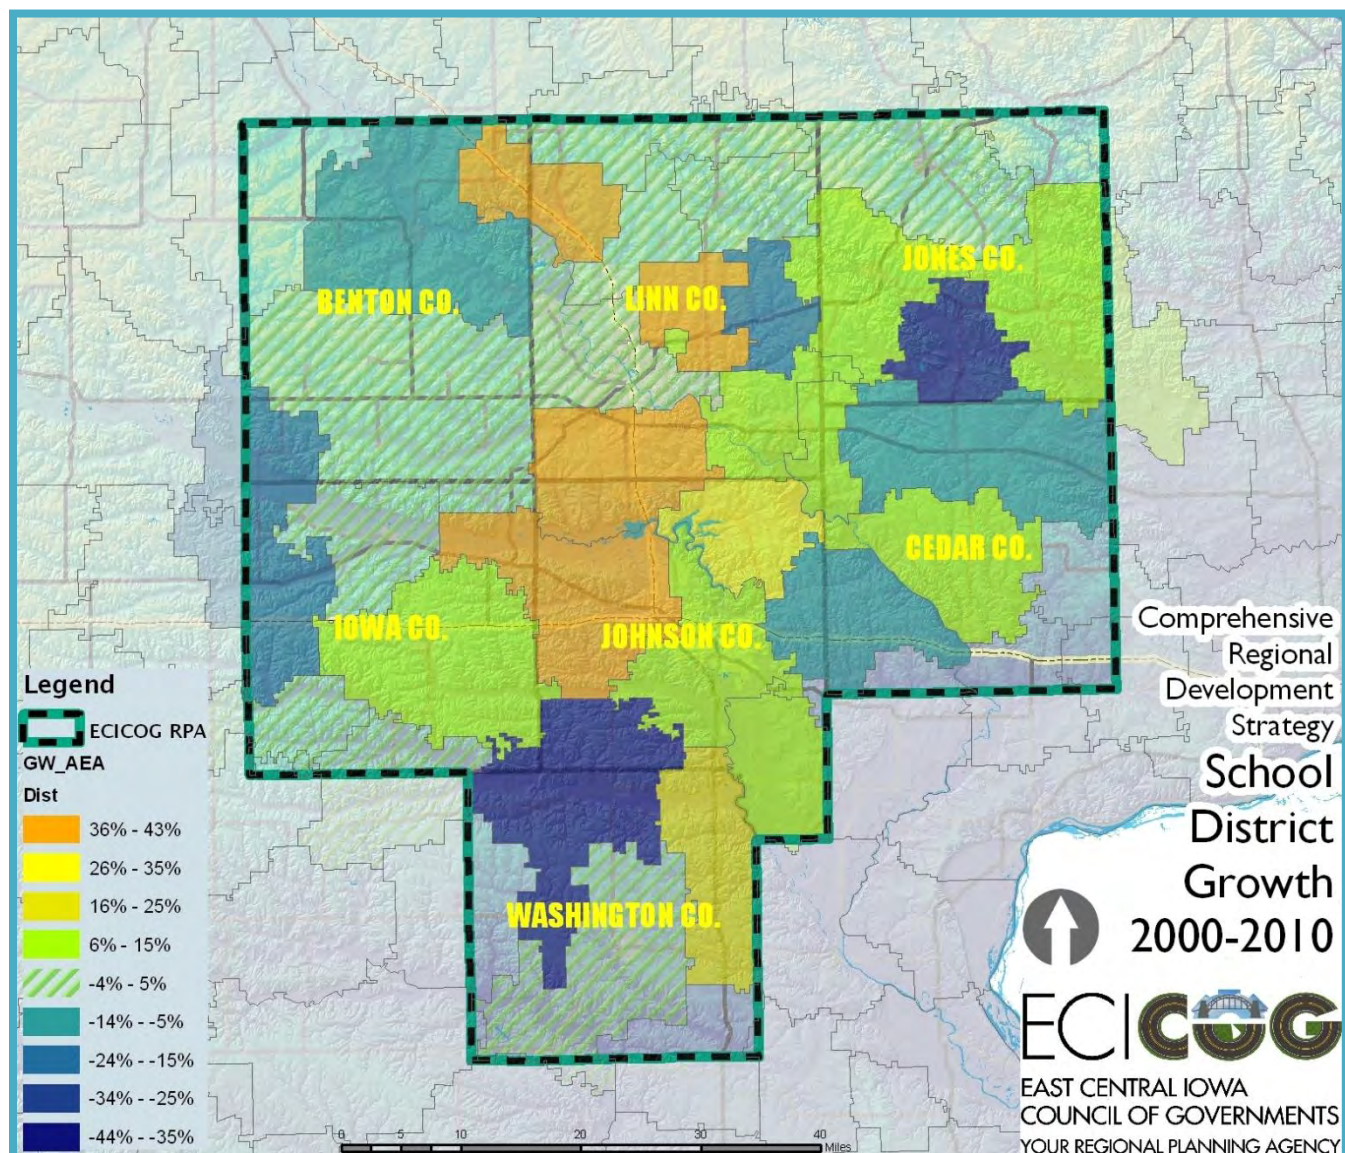 BENTON CO.
LINN CO.
JONES CO.
CEDAR CO.
IOWA CO.
JOHNSON CO.
WASHINGTON CO.
Legend
ECICOG RPA
GW_AEA
Dist
36% - 43%
26% - 35%
16% - 25%
6% - 15%
-4% - 5%
-14% - -5%
-24% - -15%
-34% - -25%
-44% - -35%
0 5 10 20 30 40
Miles
Comprehensive
Regional
Development
Strategy
School
District
Growth
2000-2010
ECICOG
EAST CENTRAL IOWA
COUNCIL OF GOVERNMENTS
YOUR REGIONAL PLANNING AGENCY